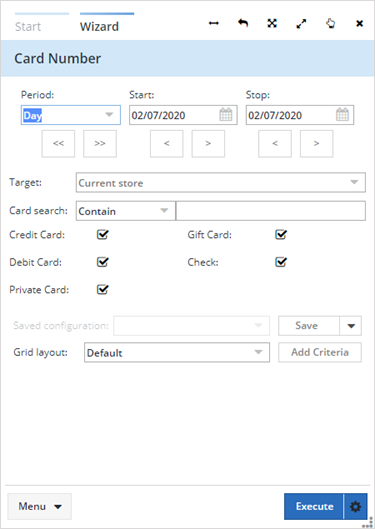 Start Wizard
Card Number
Period: Start: Stop:
Day 02/07/2020 02/07/2020
<< >> < > < >
Target: Current store
Card search: Contain
Credit Card: Gift Card:
Debit Card: Check:
Private Card:
Saved configuration: Save
Grid layout: Default Add Criteria
Menu Execute